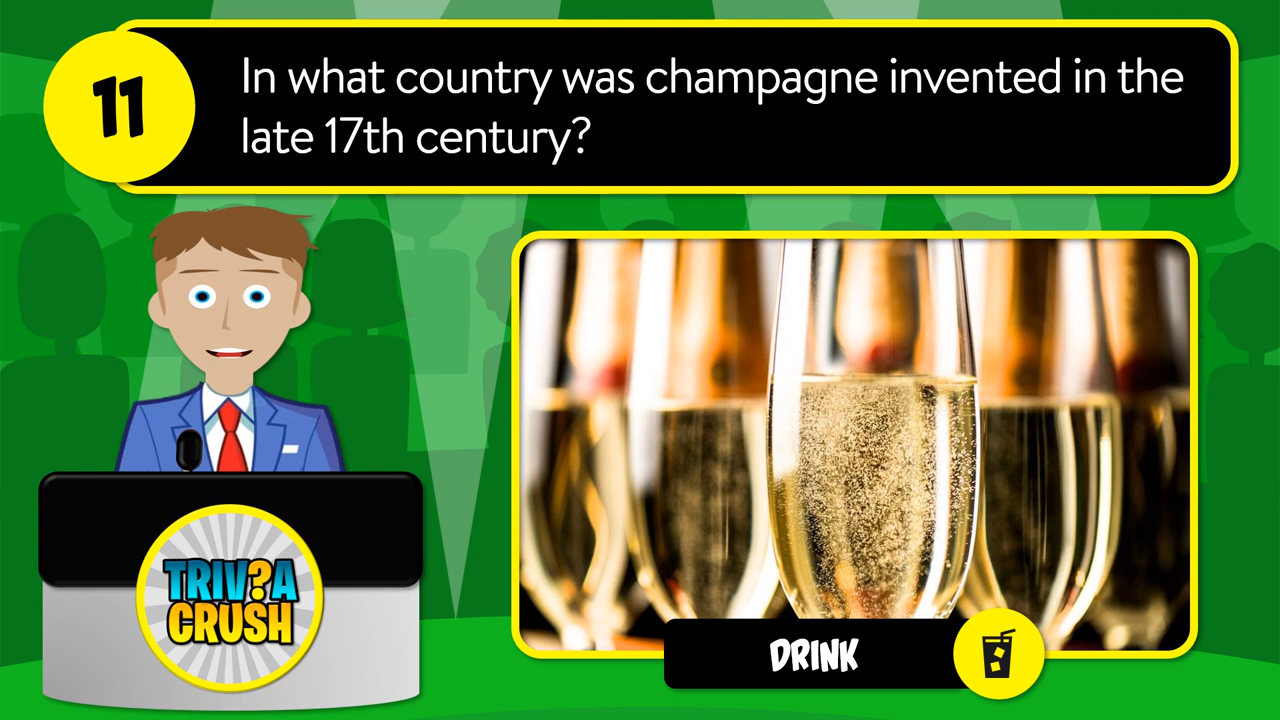 11
In what country was champagne invented in the
late 17th century?
TRIV?A
CRUSH
DRINK